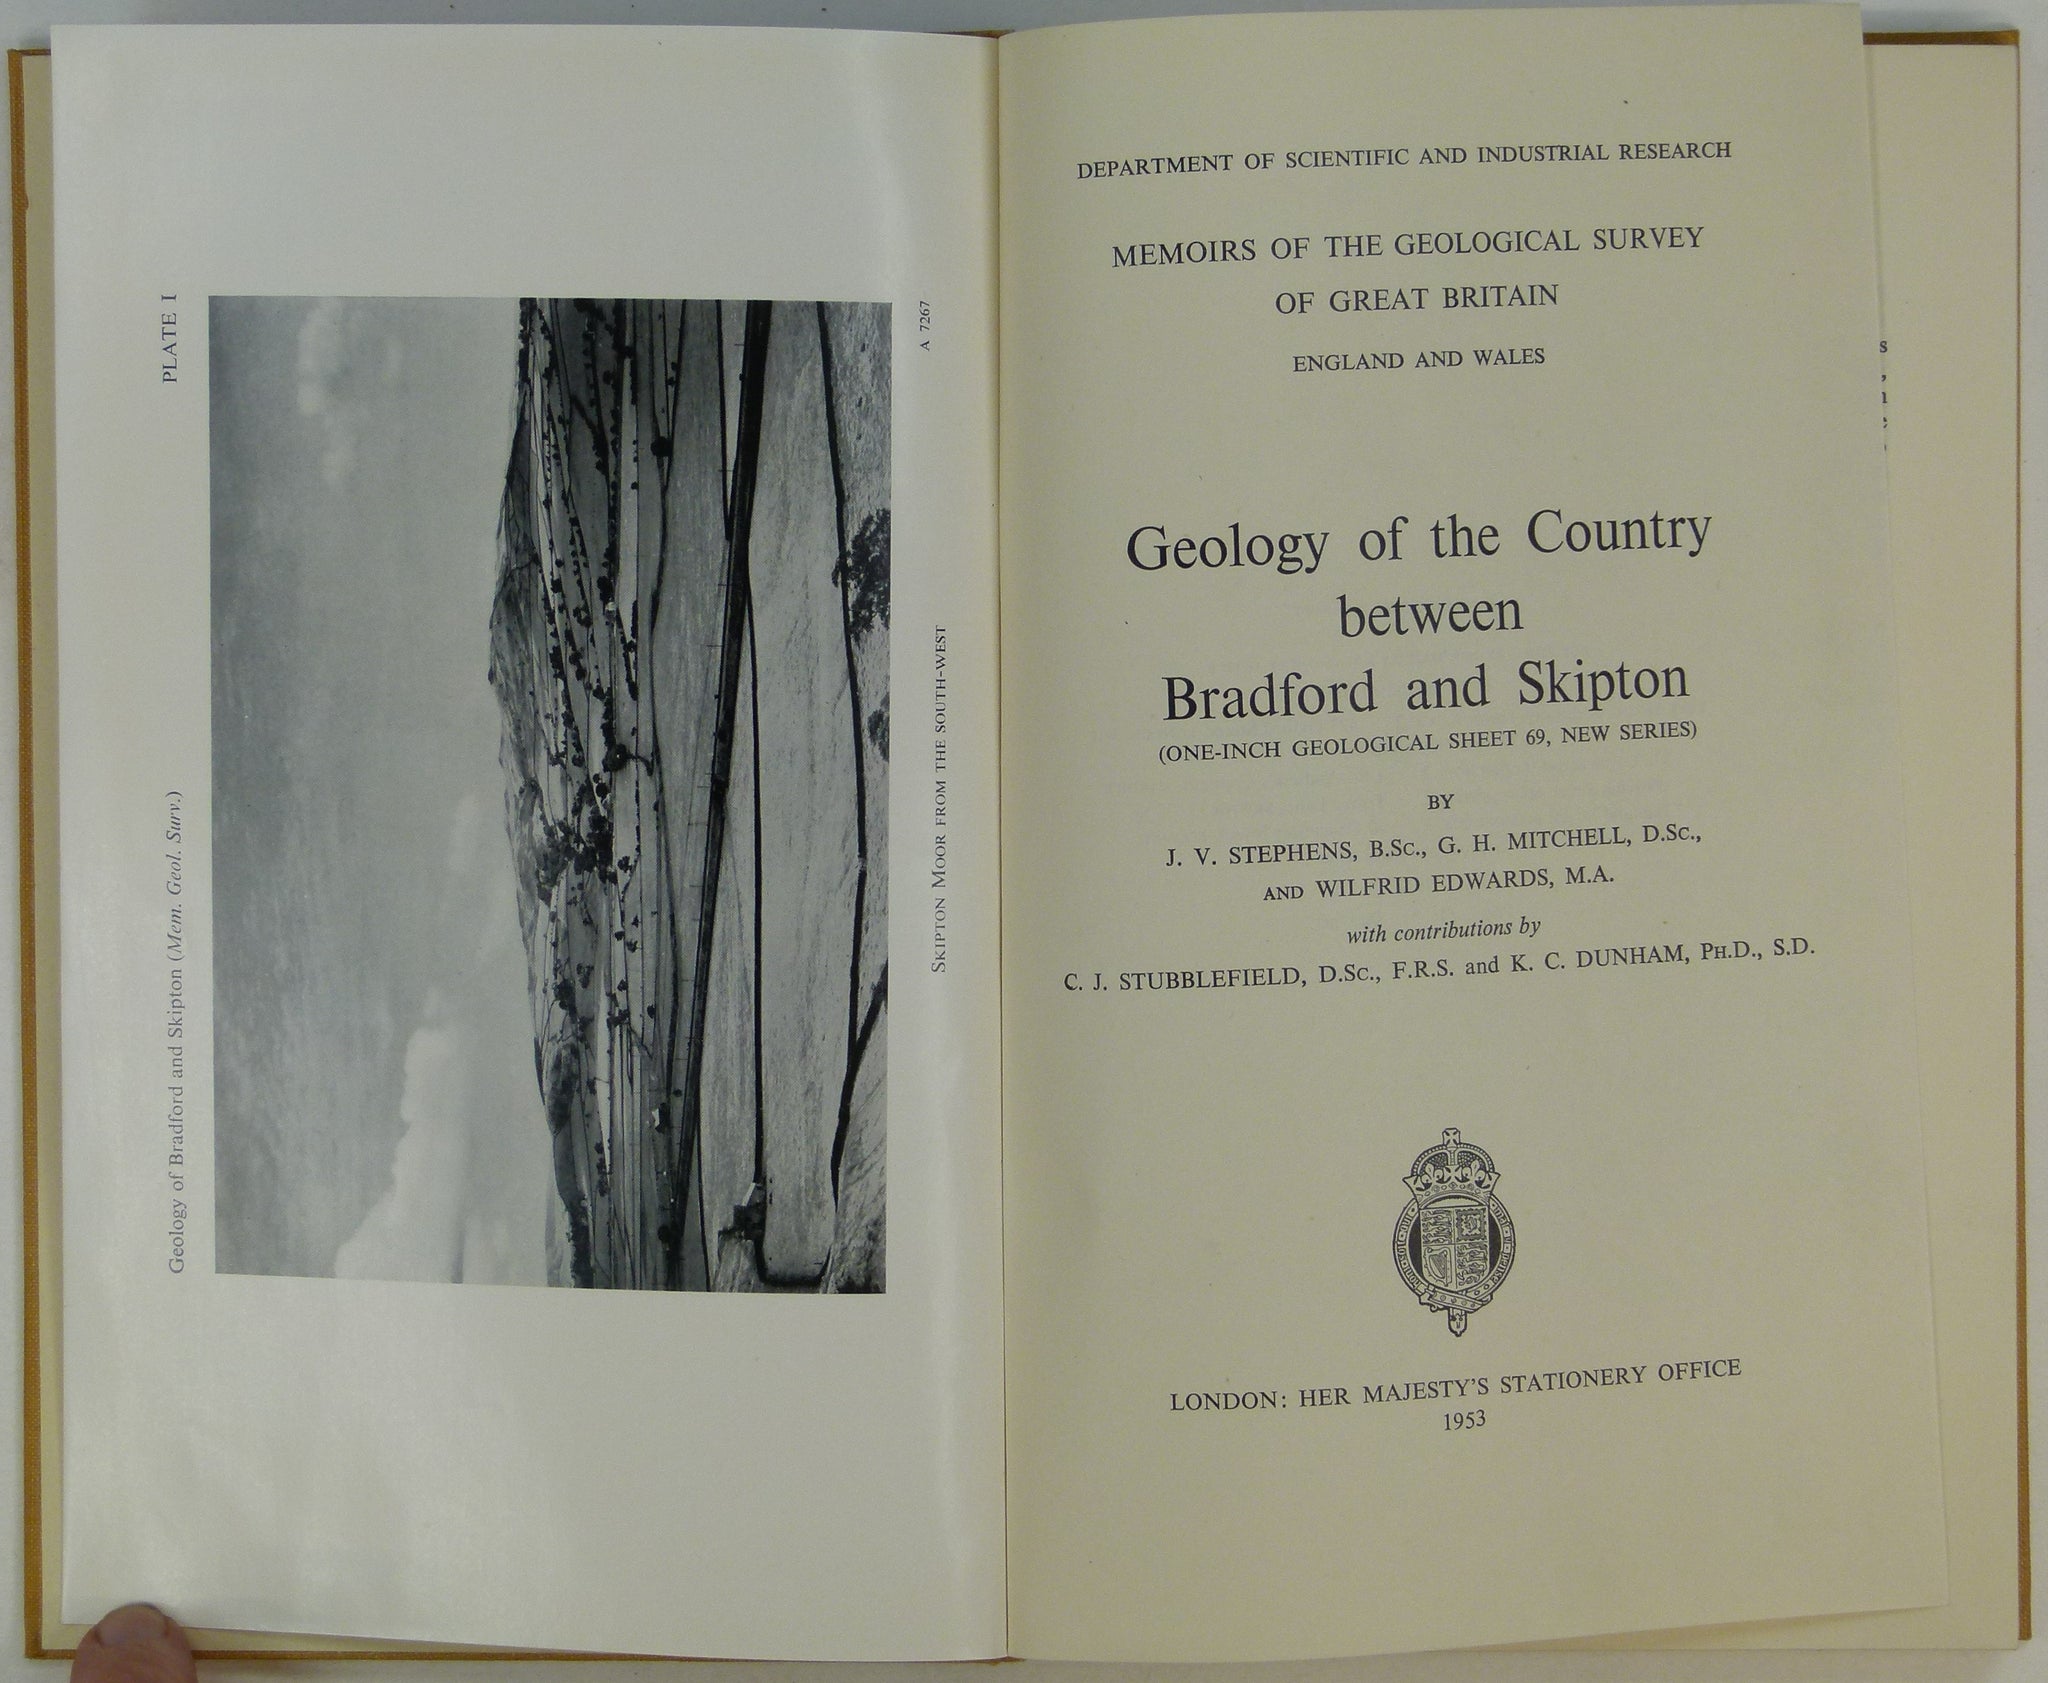 PLATE I
Geology of Bradford and Skipton (Mem. Geol. Surv.)
A 7267
SKIPTON MOOR FROM THE SOUTH-WEST
DEPARTMENT OF SCIENTIFIC AND INDUSTRIAL RESEARCH
MEMOIRS OF THE GEOLOGICAL SURVEY
OF GREAT BRITAIN
ENGLAND AND WALES
Geology of the Country
between
Bradford and Skipton
(ONE-INCH GEOLOGICAL SHEET 69, NEW SERIES)
BY
J. V. STEPHENS, B.Sc., G. H. MITCHELL, D.Sc.,
AND WILFRID EDWARDS, M.A.
with contributions by
C. J. STUBBLEFIELD, D.Sc., F.R.S. and K. C. DUNHAM, PH.D., S.D.
LONDON: HER MAJESTY'S STATIONERY OFFICE
1953